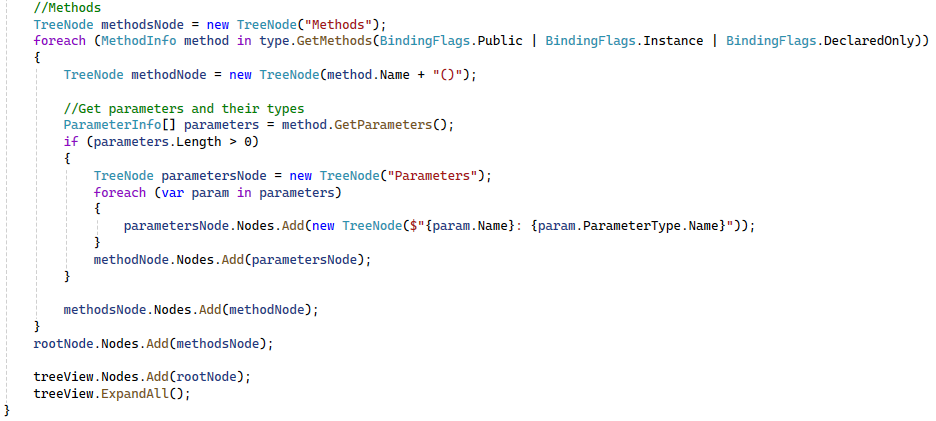 //Methods
TreeNode methodsNode = new TreeNode("Methods");
foreach (MethodInfo method in type.GetMethods(BindingFlags.Public | BindingFlags.Instance | BindingFlags.DeclaredOnly))
{
    TreeNode methodNode = new TreeNode(method.Name + "()");

    //Get parameters and their types
    ParameterInfo[] parameters = method.GetParameters();
    if (parameters.Length > 0)
    {
        TreeNode parametersNode = new TreeNode("Parameters");
        foreach (var param in parameters)
        {
            parametersNode.Nodes.Add(new TreeNode($"{param.Name}: {param.ParameterType.Name}"));
        }
        methodNode.Nodes.Add(parametersNode);
    }

    methodsNode.Nodes.Add(methodNode);
}
rootNode.Nodes.Add(methodsNode);

treeView.Nodes.Add(rootNode);
treeView.ExpandAll();
}